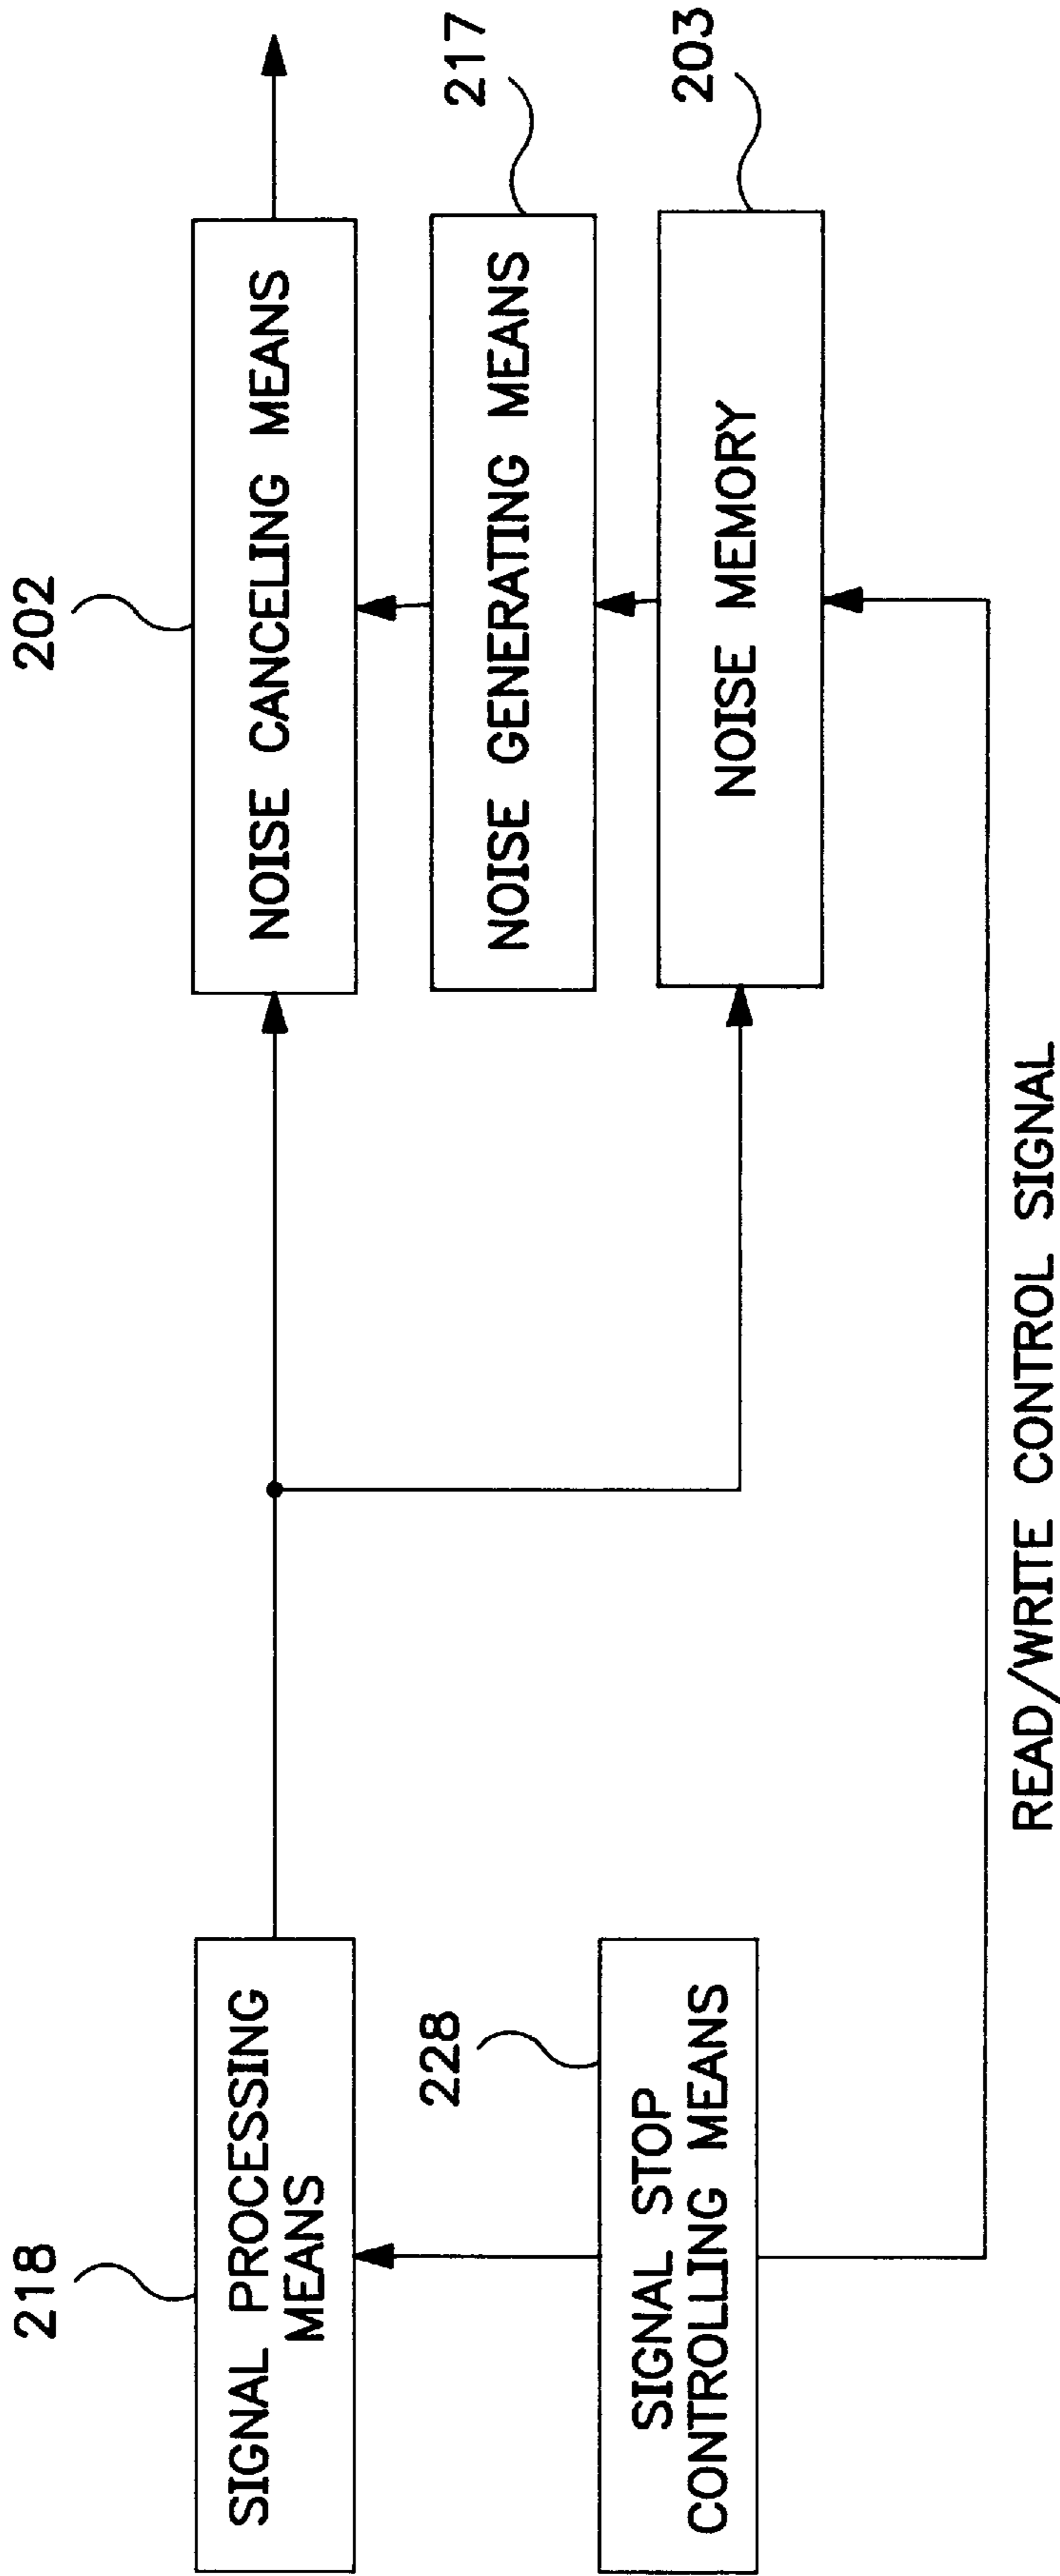 218
SIGNAL PROCESSING
MEANS
228
SIGNAL STOP
CONTROLLING MEANS
READ/WRITE CONTROL SIGNAL
202
NOISE CANCELING MEANS
217
NOISE GENERATING MEANS
203
NOISE MEMORY